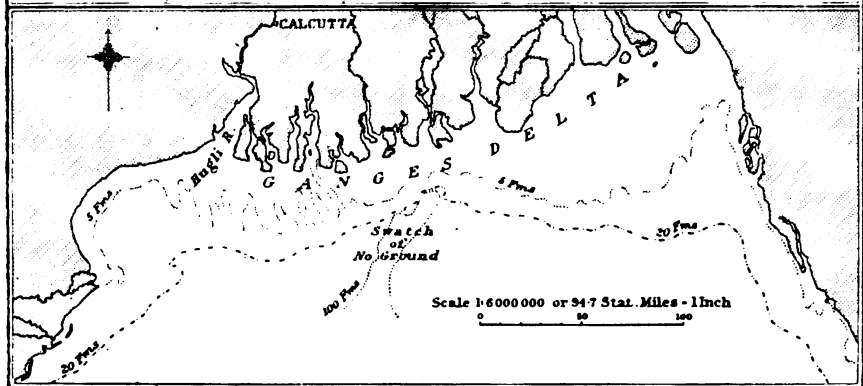 CALCUTTA
Hugli R.
GANGES DELTA
5 Fms
5 Fms
20 Fms
Swatch
of
No Ground
100 Fms
Scale 1:6000000 or 94·7 Stat. Miles - 1 Inch
0 50 100
20 Fms